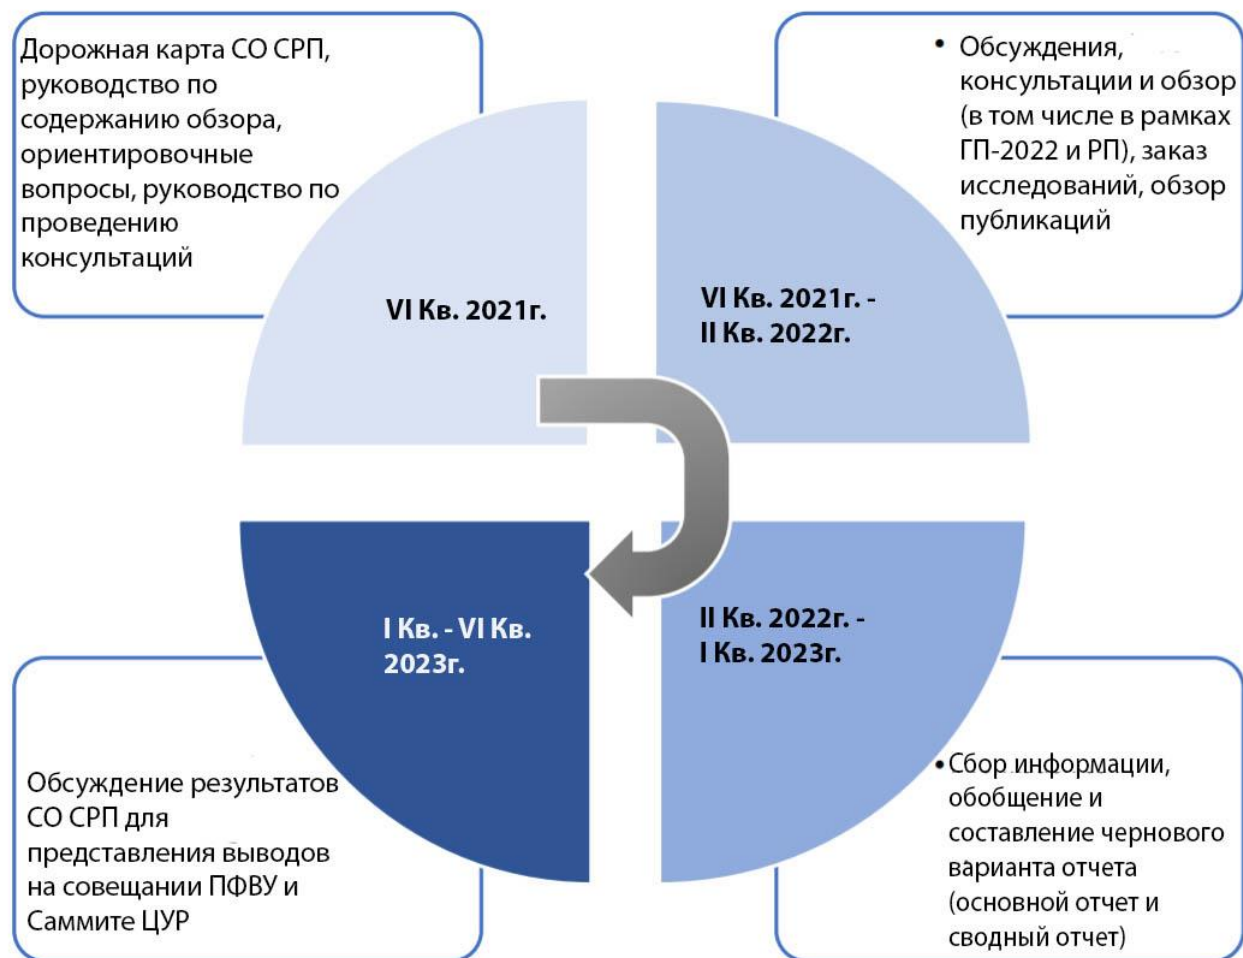 Дорожная карта СО СРП,
руководство по
содержанию обзора,
ориентировочные
вопросы, руководство по
проведению
консультаций
VI Кв. 2021г.
• Обсуждения,
консультации и обзор
(в том числе в рамках
ГП-2022 и РП), заказ
исследований, обзор
публикаций
VI Кв. 2021г. -
II Кв. 2022г.
I Кв. - VI Кв.
2023г.
Обсуждение результатов
СО СРП для
представления выводов
на совещании ПФВУ и
Саммите ЦУР
II Кв. 2022г. -
I Кв. 2023г.
• Сбор информации,
обобщение и
составление чернового
варианта отчета
(основной отчет и
сводный отчет)